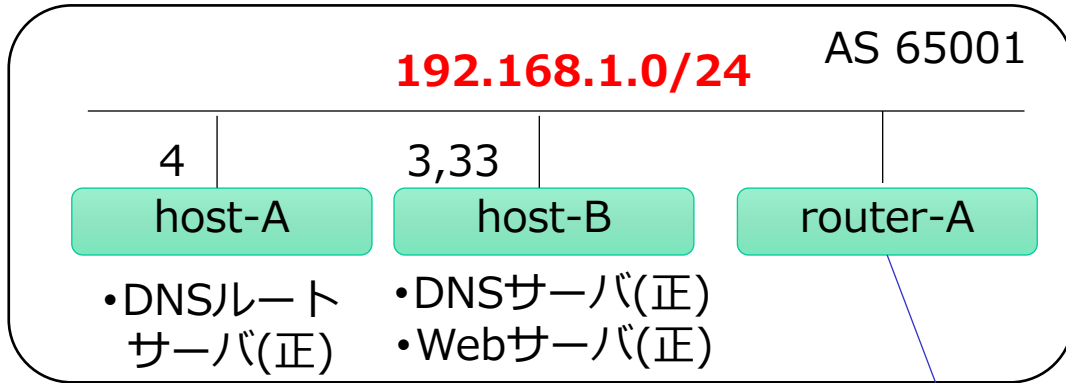 AS 65001
192.168.1.0/24
4
3,33
host-A
host-B
router-A
•DNSルート
サーバ(正)
•DNSサーバ(正)
•Webサーバ(正)